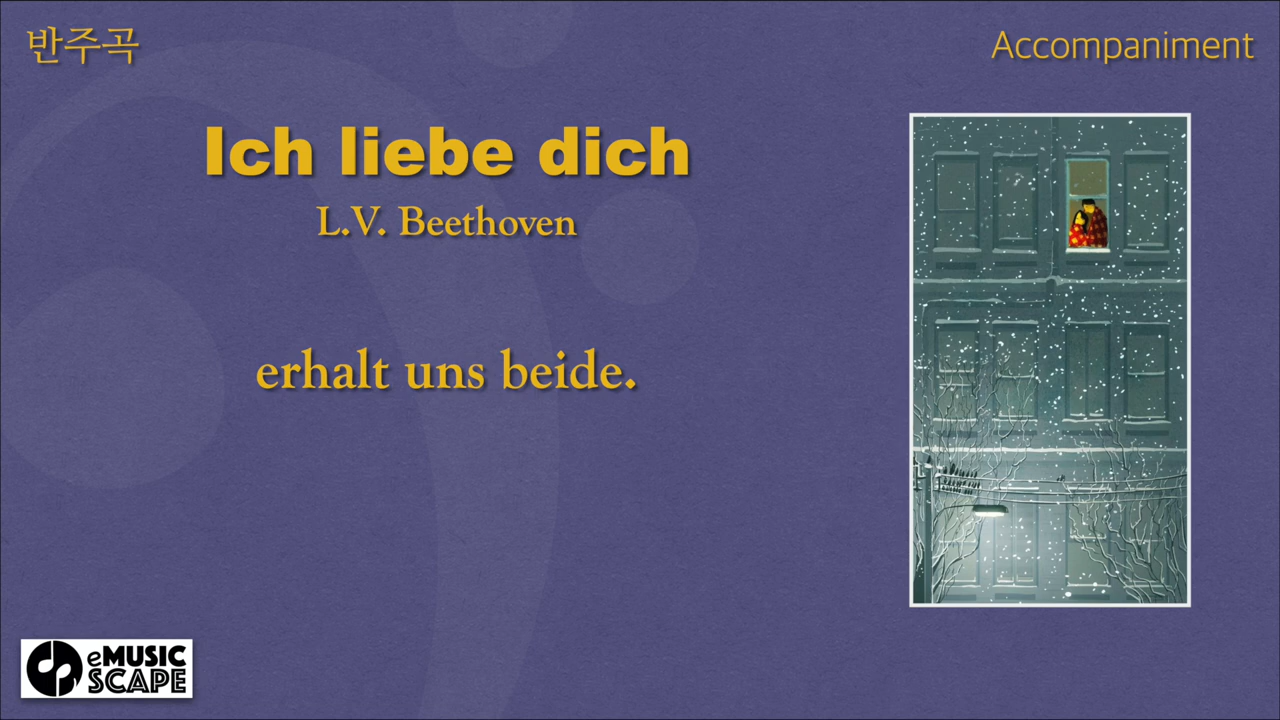 반주곡
Accompaniment
Ich liebe dich
L.V. Beethoven
erhalt uns beide.
eMUSIC
SCAPE